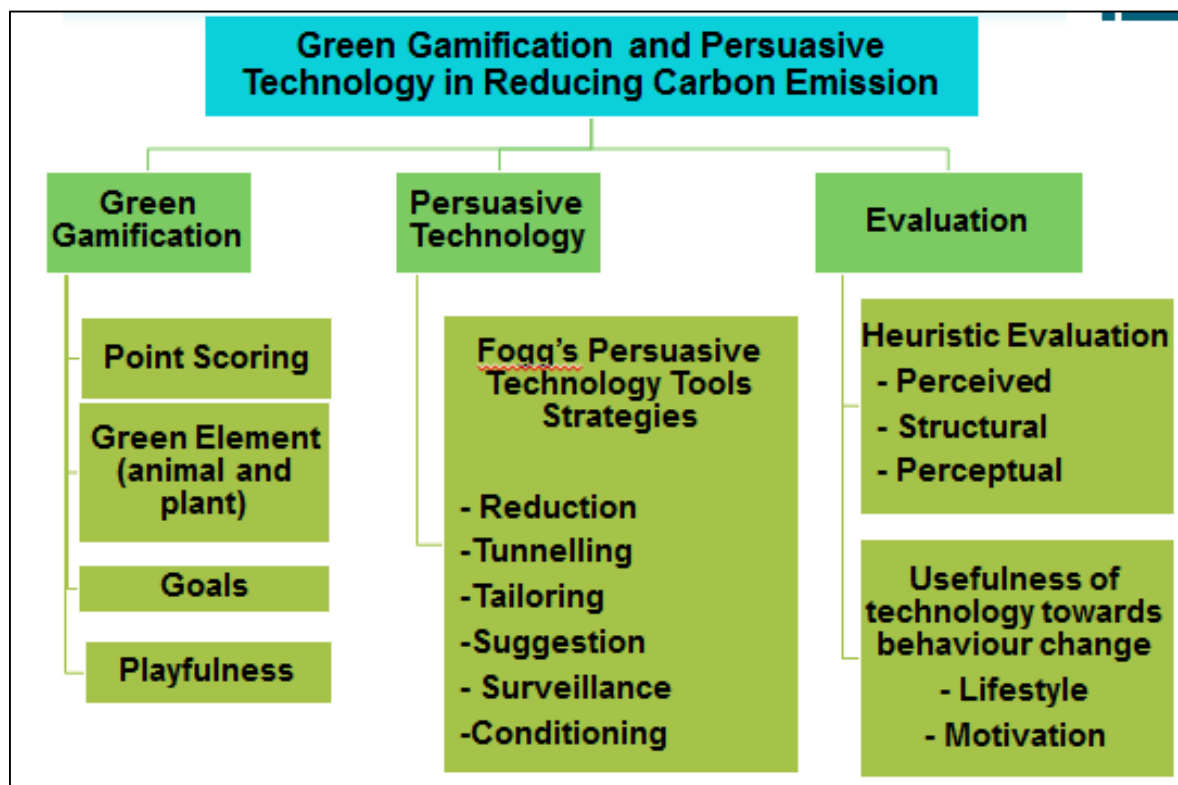 Green Gamification and Persuasive
Technology in Reducing Carbon Emission
Green
Gamification
Point Scoring
Green Element
(animal and
plant)
Goals
Playfulness
Persuasive
Technology
Fogg's Persuasive
Technology Tools
Strategies
- Reduction
-Tunnelling
-Tailoring
-Suggestion
- Surveillance
-Conditioning
Evaluation
Heuristic Evaluation
- Perceived
- Structural
- Perceptual
Usefulness of
technology towards
behaviour change
- Lifestyle
- Motivation